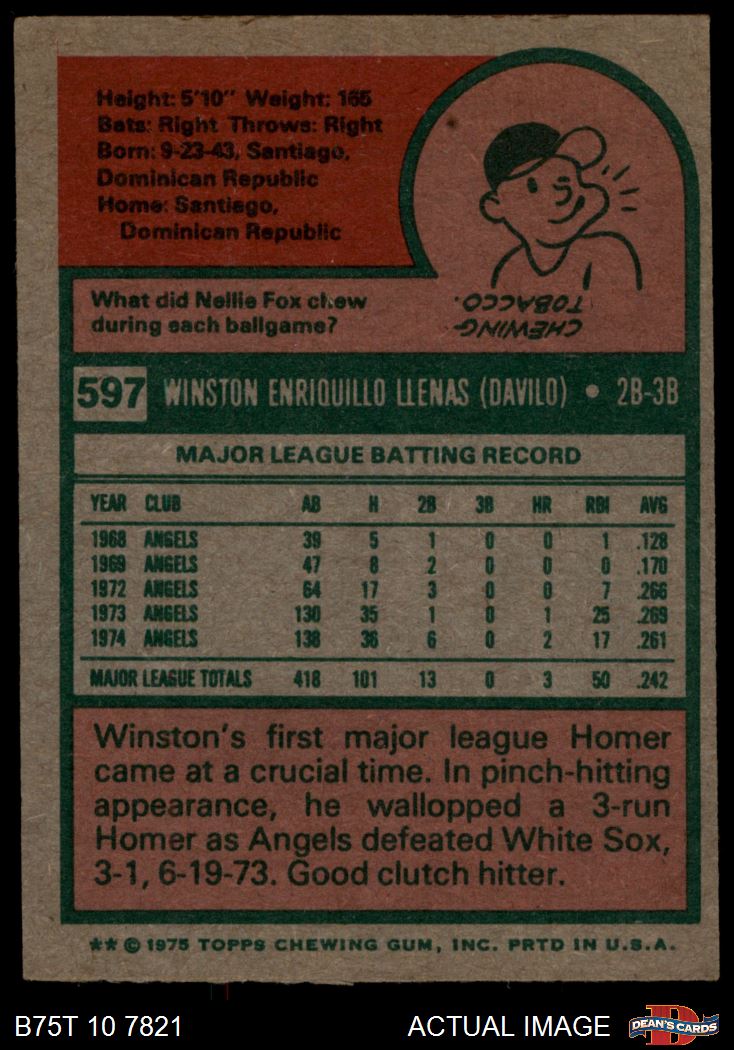 Height: 5'10" Weight: 165
Bats: Right Throws: Right
Born: 9-23-43, Santiago,
Dominican Republic
Home: Santiago,
Dominican Republic
What did Nellie Fox chew
during each ballgame?
CHEWING
TOBACCO.
597 WINSTON ENRIQUILLO LLENAS (DAVILO) • 2B-3B
MAJOR LEAGUE BATTING RECORD
YEAR CLUB AB H 2B 3B HR RBI AVG
1968 ANGELS 39 5 1 0 0 1 .128
1969 ANGELS 47 8 2 0 0 0 .170
1972 ANGELS 64 17 3 0 0 7 .266
1973 ANGELS 130 35 1 0 1 25 .269
1974 ANGELS 138 36 6 0 2 17 .261
MAJOR LEAGUE TOTALS 418 101 13 0 3 50 .242
Winston's first major league Homer
came at a crucial time. In pinch-hitting
appearance, he walloped a 3-run
Homer as Angels defeated White Sox,
3-1, 6-19-73. Good clutch hitter.
** © 1975 TOPPS CHEWING GUM, INC. PRTD IN U.S.A.
B75T 10 7821 ACTUAL IMAGE DEAN'S CARDS